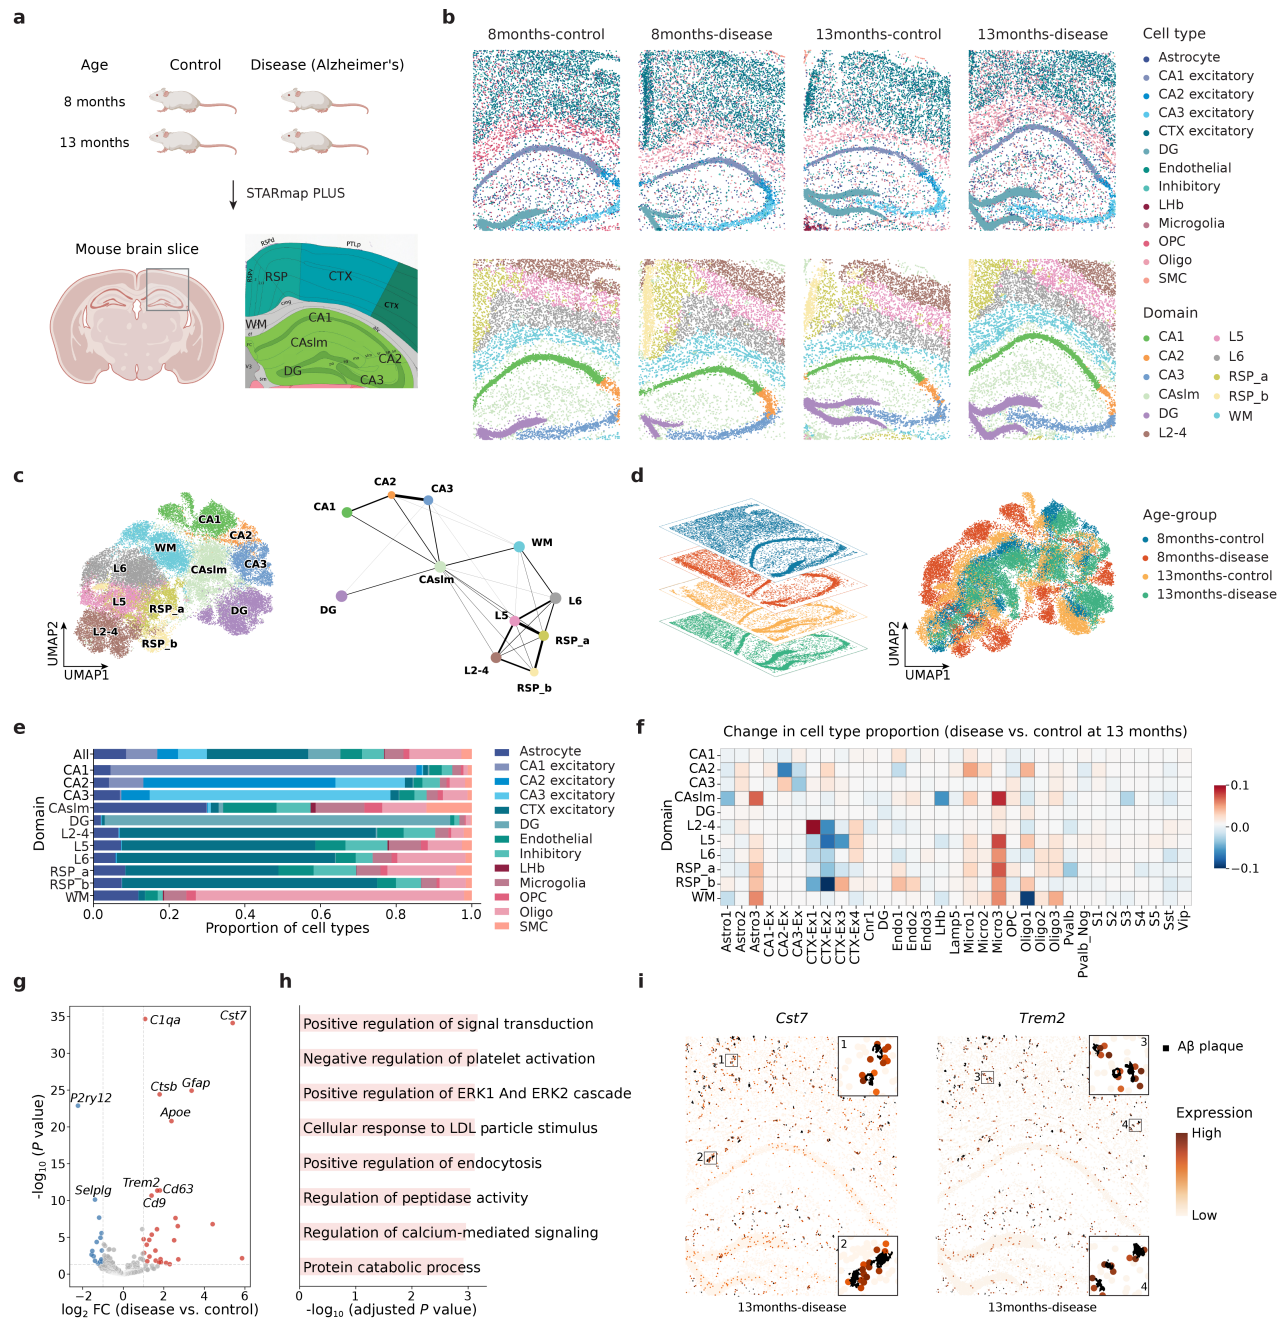 a
Age
Control
Disease (Alzheimer's)
8 months
13 months
STARmap PLUS
Mouse brain slice
RSPd
PTLp
RSP
CTX
CTX
WM
CA1
CAslm
CA2
DG
CA3
b
8months-control
8months-disease
13months-control
13months-disease
Cell type
Astrocyte
CA1 excitatory
CA2 excitatory
CA3 excitatory
CTX excitatory
DG
Endothelial
Inhibitory
LHb
Microgolia
OPC
Oligo
SMC
Domain
CA1
CA2
CA3
CAslm
DG
L2-4
L5
L6
RSP_a
RSP_b
WM
c
CA1
CA2
WM
CAslm
CA3
L6
L5
RSP_a
DG
L2-4
RSP_b
UMAP2
UMAP1
CA2
CA3
CA1
WM
CAslm
DG
L6
L5
RSP_a
L2-4
RSP_b
d
UMAP2
UMAP1
Age-group
8months-control
8months-disease
13months-control
13months-disease
e
Domain
All
CA1
CA2
CA3
CAslm
DG
L2-4
L5
L6
RSP_a
RSP_b
WM
0.0 0.2 0.4 0.6 0.8 1.0
Proportion of cell types
Astrocyte
CA1 excitatory
CA2 excitatory
CA3 excitatory
CTX excitatory
DG
Endothelial
Inhibitory
LHb
Microgolia
OPC
Oligo
SMC
f
Change in cell type proportion (disease vs. control at 13 months)
Domain
CA1
CA2
CA3
CAslm
DG
L2-4
L5
L6
RSP_a
RSP_b
WM
Astro1 Astro2 Astro3 CA1-Ex CA2-Ex CA3-Ex CTX-Ex1 CTX-Ex2 CTX-Ex3 CTX-Ex4 Cnr1 DG Endo1 Endo2 Endo3 LHb Lamp5 Micro1 Micro2 Micro3 OPC Oligo1 Oligo2 Oligo3 Pvalb Pvalb_Nog S1 S2 S3 S4 S5 Sst Vip
0.1
0.0
−0.1
g
-log10 (P value)
35
30
25
20
15
10
5
0
C1qa
Cst7
Ctsb
Gfap
P2ry12
Apoe
Trem2
Cd63
Selplg
Cd9
−2 0 2 4 6
log2 FC (disease vs. control)
h
Positive regulation of signal transduction
Negative regulation of platelet activation
Positive regulation of ERK1 And ERK2 cascade
Cellular response to LDL particle stimulus
Positive regulation of endocytosis
Regulation of peptidase activity
Regulation of calcium-mediated signaling
Protein catabolic process
0 1 2 3
-log10 (adjusted P value)
i
Cst7
Trem2
1
1
2
2
3
3
4
4
13months-disease
13months-disease
Aβ plaque
Expression
High
Low